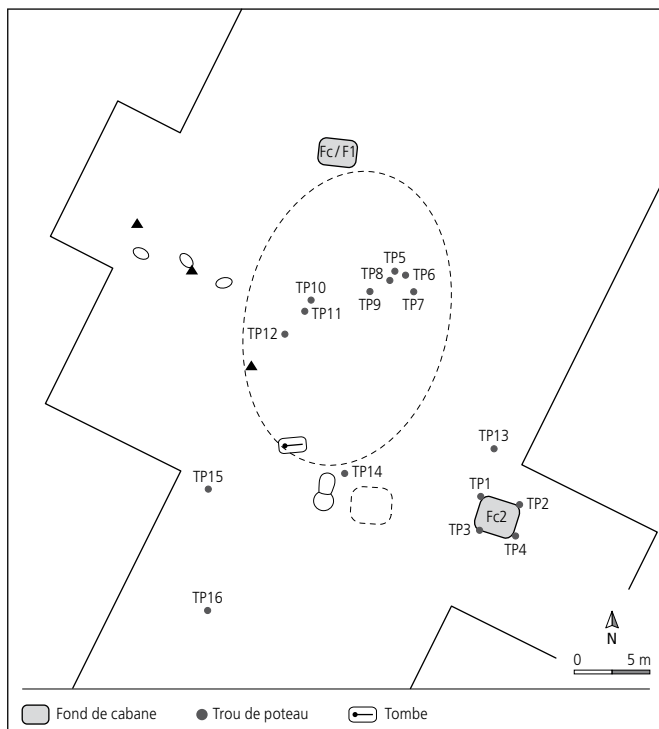 Fc / F1
TP5
TP8
TP6
TP10
TP9
TP7
TP11
TP12
TP13
TP14
TP15
TP1
TP2
Fc2
TP3
TP4
TP16
N
0 5 m
Fond de cabane Trou de poteau Tombe